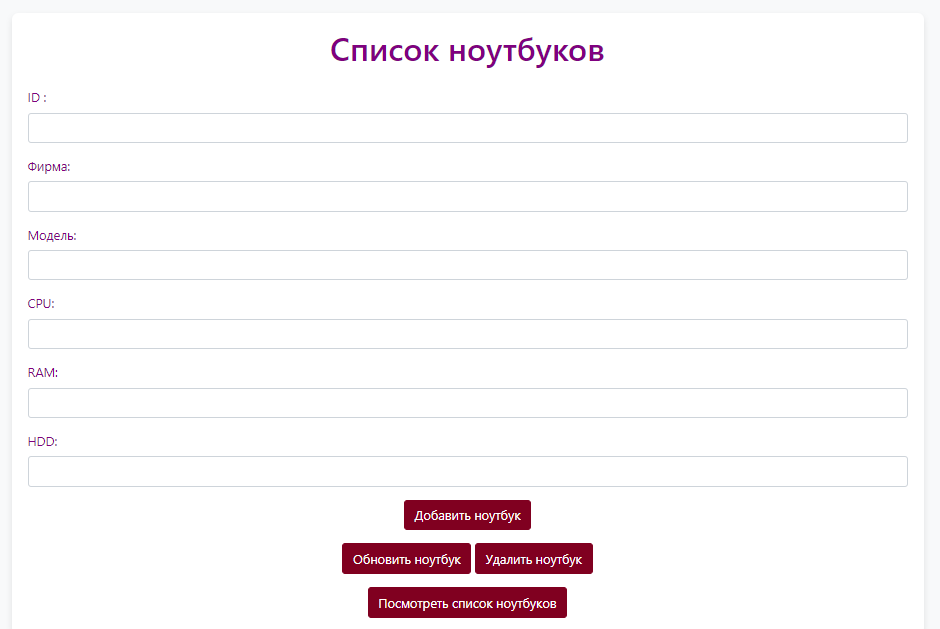 Список ноутбуков
ID :
Фирма:
Модель:
CPU:
RAM:
HDD:
Добавить ноутбук
Обновить ноутбук Удалить ноутбук
Посмотреть список ноутбуков